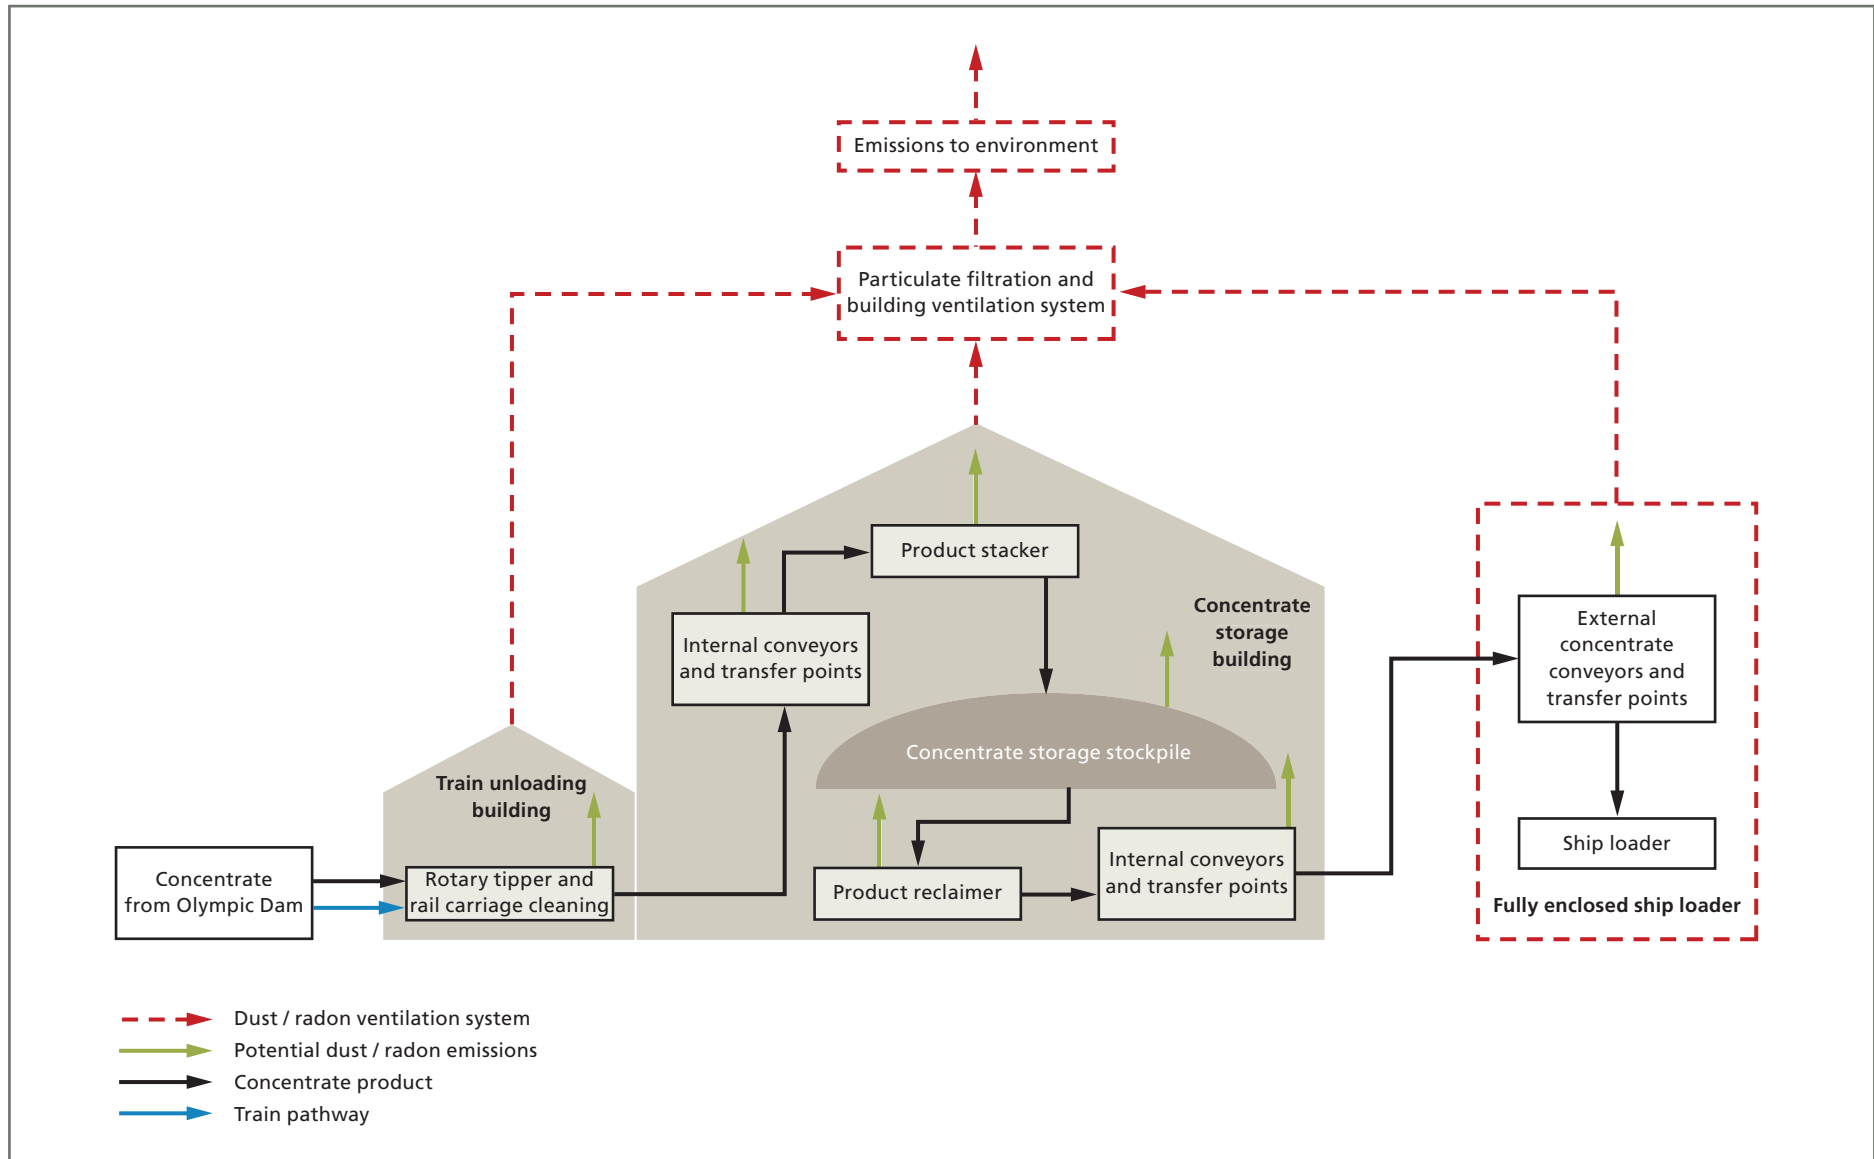 Emissions to environment
Particulate filtration and
building ventilation system
Product stacker
Internal conveyors
and transfer points
Concentrate
storage
building
External
concentrate
conveyors and
transfer points
Concentrate storage stockpile
Train unloading
building
Concentrate
from Olympic Dam
Rotary tipper and
rail carriage cleaning
Product reclaimer
Internal conveyors
and transfer points
Ship loader
Fully enclosed ship loader
Dust / radon ventilation system
Potential dust / radon emissions
Concentrate product
Train pathway